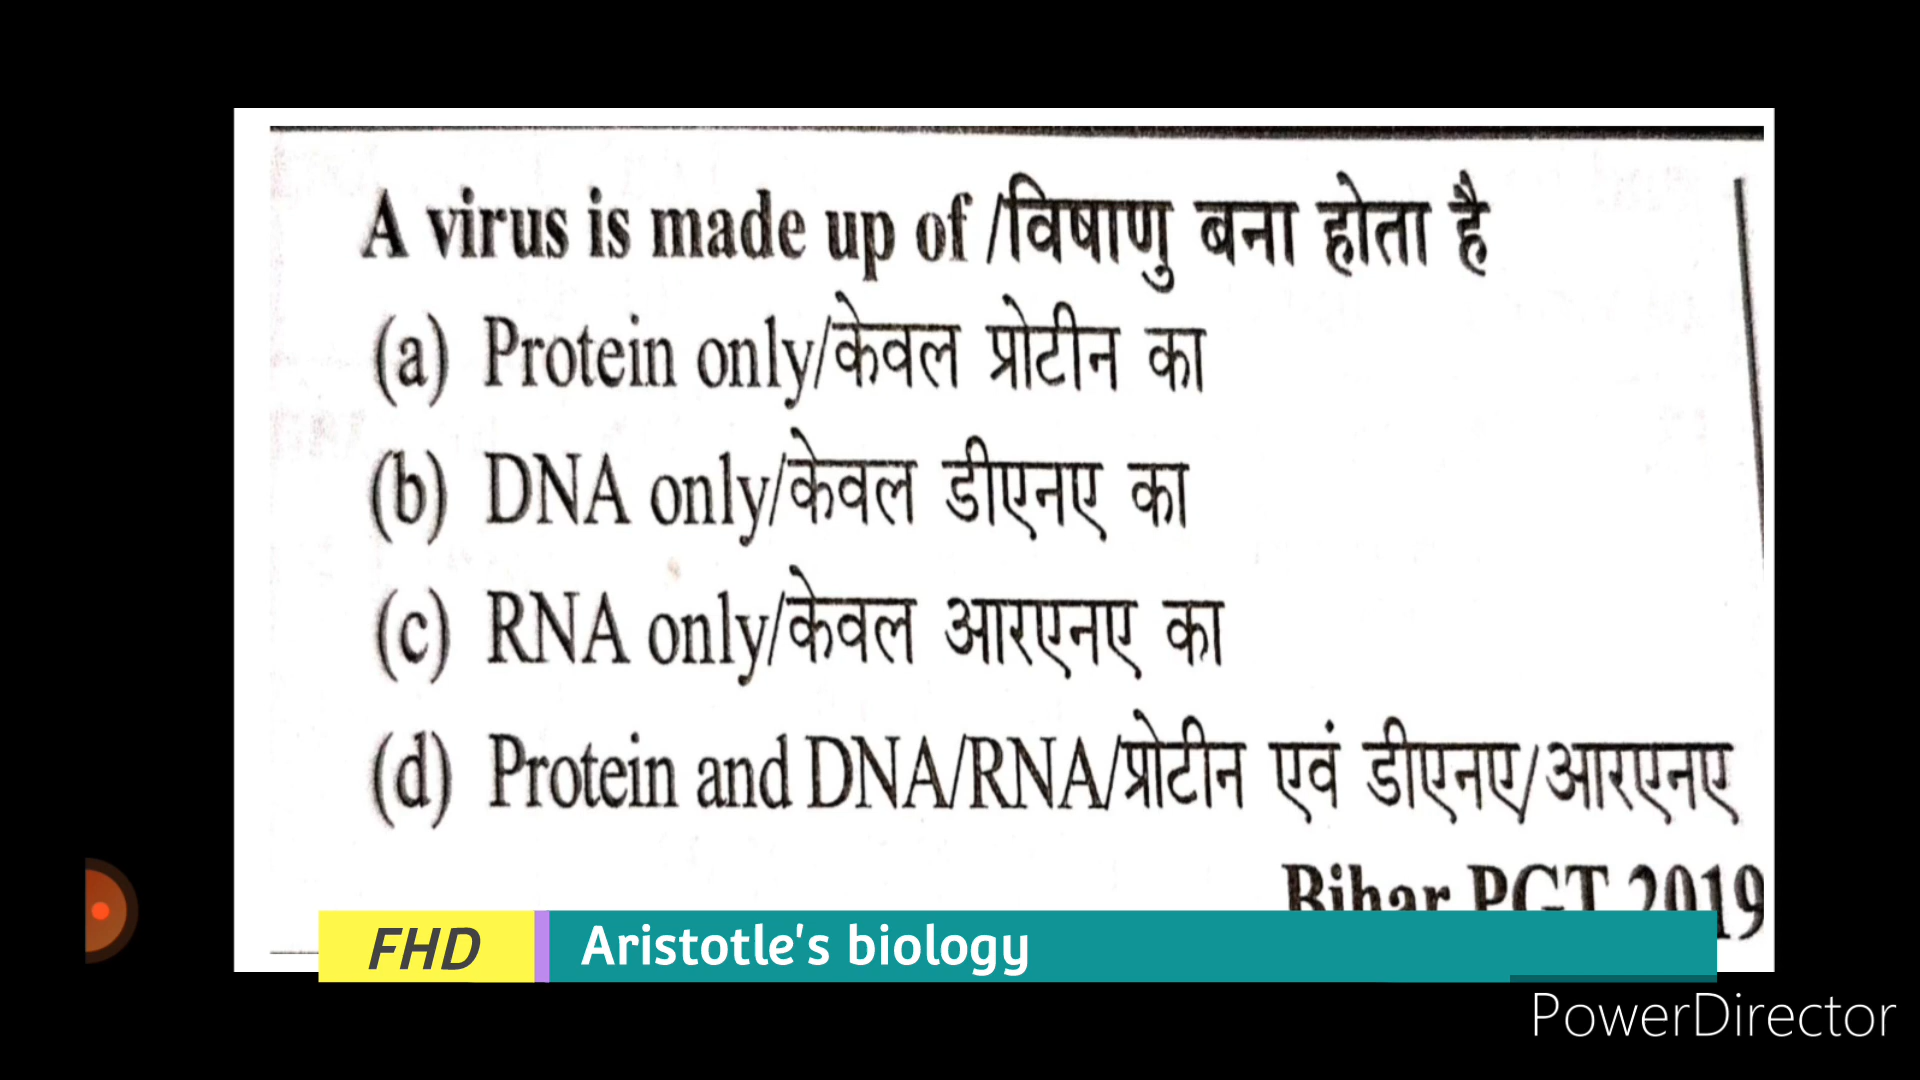 A virus is made up of /विषाणु बना होता है
(a) Protein only/केवल प्रोटीन का
(b) DNA only/केवल डीएनए का
(c) RNA only/केवल आरएनए का
(d) Protein and DNA/RNA/प्रोटीन एवं डीएनए/आरएनए
Bihar PGT 2019
FHD Aristotle's biology
PowerDirector